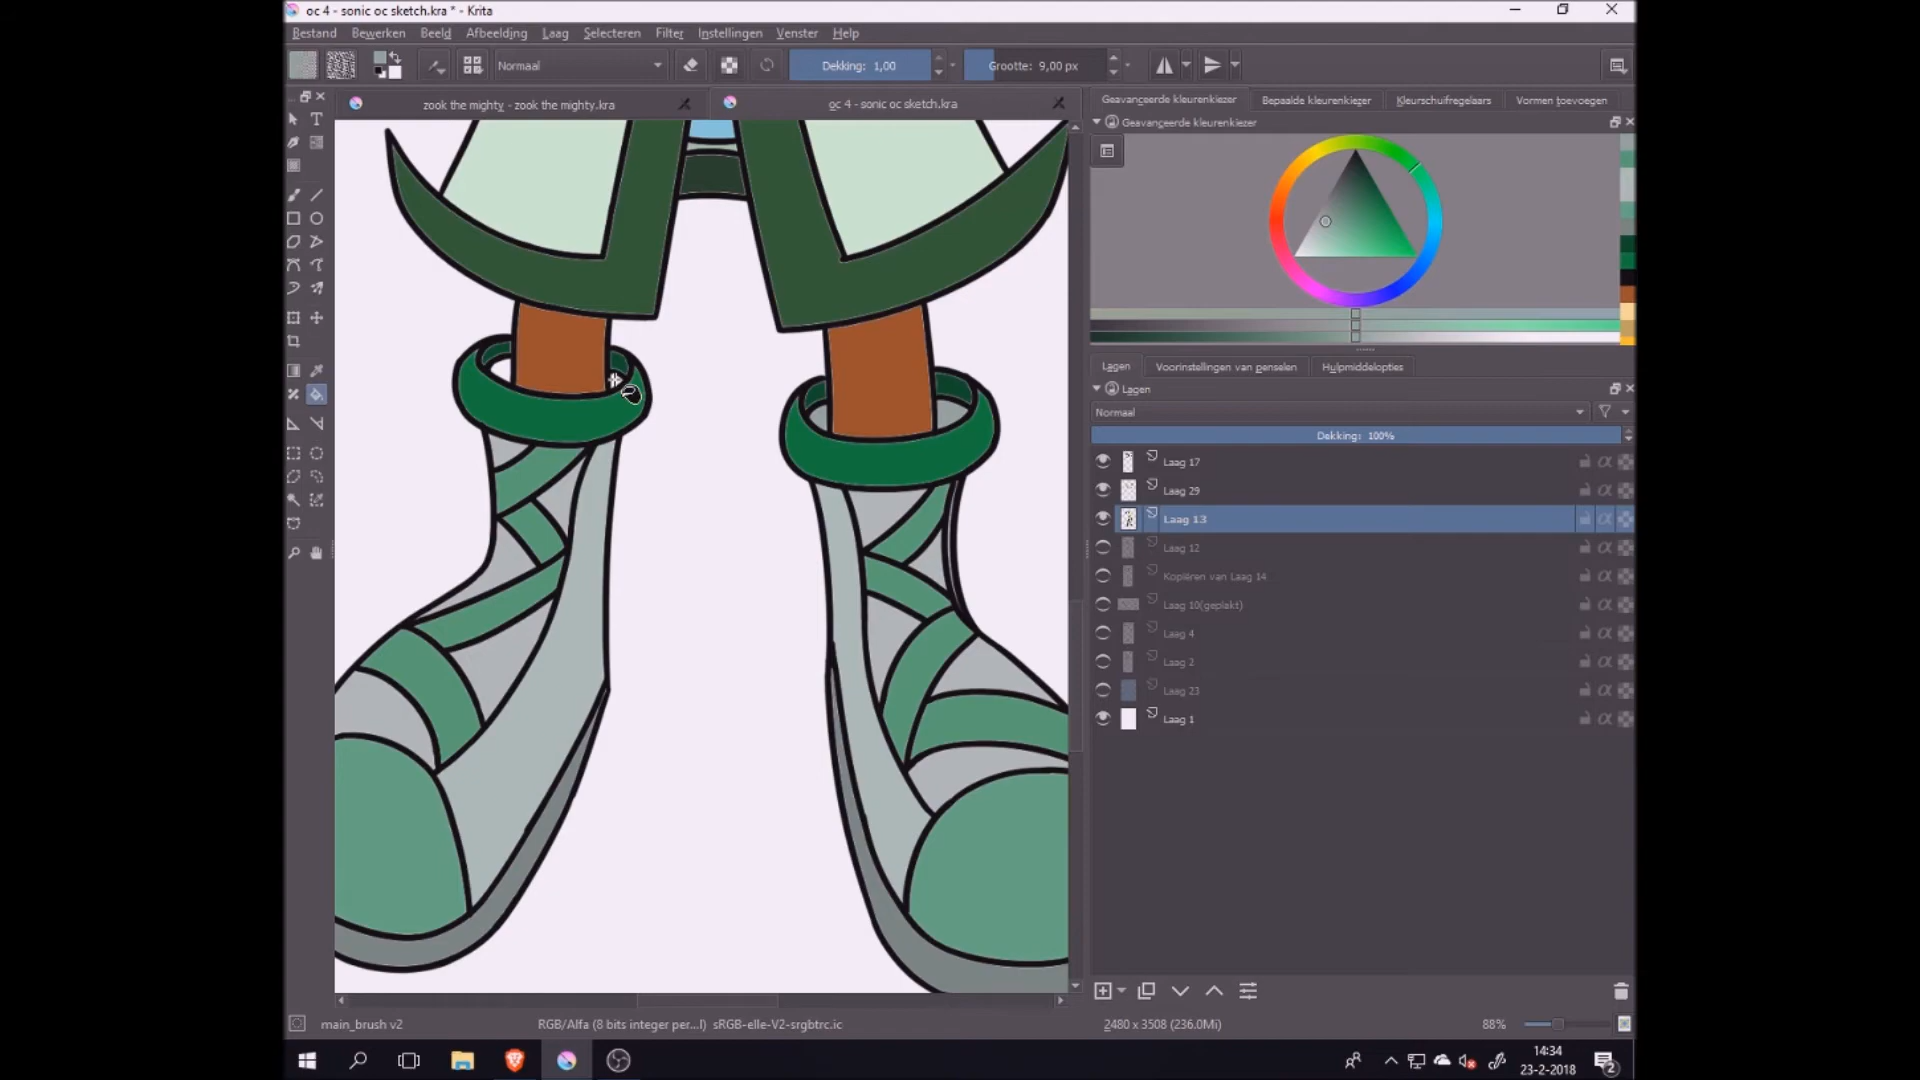 oc 4 - sonic oc sketch.kra * - Krita
Bestand Bewerken Beeld Afbeelding Laag Selecteren Filter Instellingen Venster Help
Normaal Dekking: 1,00 Grootte: 9,00 px
zook the mighty - zook the mighty.kra oc 4 - sonic oc sketch.kra
Geavanceerde kleurenkiezer Bepaalde kleurenkiezer Kleurschuifregelaars Vormen toevoegen
Geavanceerde kleurenkiezer
Lagen Voorinstellingen van penselen Hulpmiddelopties
Lagen
Normaal
Dekking: 100%
Laag 17
Laag 29
Laag 13
Laag 12
Kopiëren van Laag 14
Laag 10(geplakt)
Laag 4
Laag 2
Laag 23
Laag 1
main_brush v2 RGB/Alfa (8 bits integer per...l) sRGB-elle-V2-srgbtrc.ic 2480 x 3508 (236.0Mi) 88%
14:34
23-2-2018
2